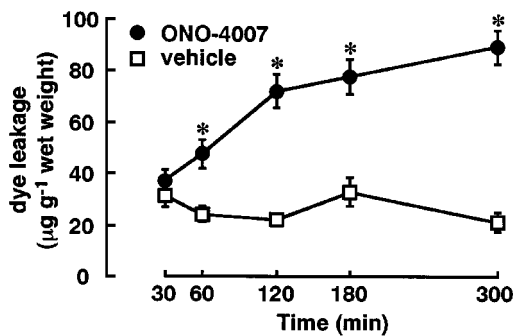 100
80
60
40
20
0
dye leakage
(µg g-1 wet weight)
ONO-4007
vehicle
*
*
*
*
30 60 120 180 300
Time (min)